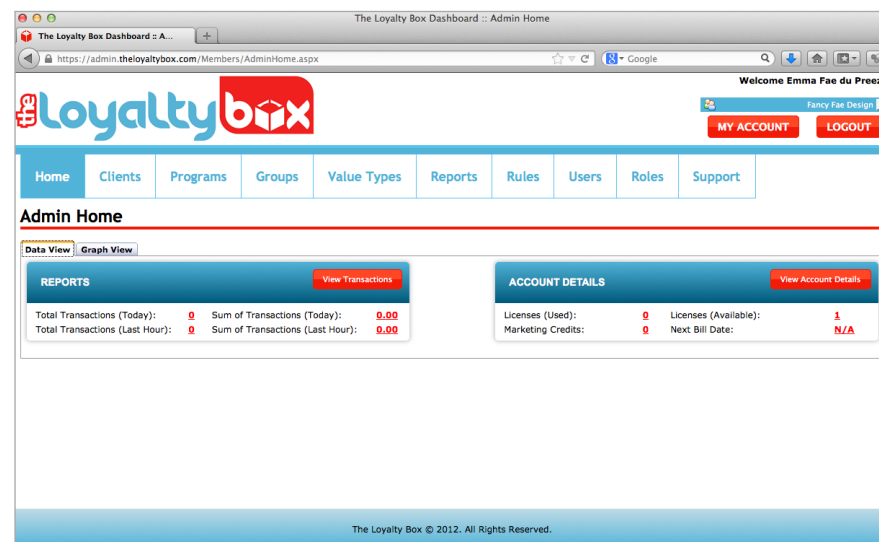 The Loyalty Box Dashboard :: Admin Home
The Loyalty Box Dashboard :: A...
https://admin.theloyaltybox.com/Members/AdminHome.aspx
Google
the Loyalty box
Welcome Emma Fae du Preez
Fancy Fae Design
MY ACCOUNT LOGOUT
Home Clients Programs Groups Value Types Reports Rules Users Roles Support
Admin Home
Data View Graph View
REPORTS View Transactions
Total Transactions (Today): 0 Sum of Transactions (Today): 0.00
Total Transactions (Last Hour): 0 Sum of Transactions (Last Hour): 0.00
ACCOUNT DETAILS View Account Details
Licenses (Used): 0 Licenses (Available): 1
Marketing Credits: 0 Next Bill Date: N/A
The Loyalty Box © 2012. All Rights Reserved.